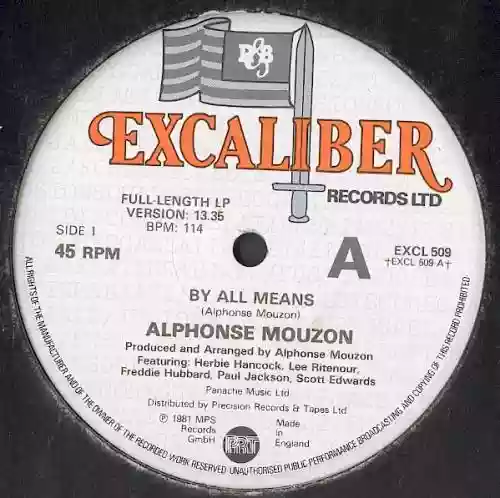 P&B
EXCALIBER
RECORDS LTD
FULL-LENGTH LP
VERSION: 13.35
BPM: 114
SIDE 1
45 RPM
A
EXCL 509
†EXCL 509-A†
BY ALL MEANS
(Alphonse Mouzon)
ALPHONSE MOUZON
Produced and Arranged by Alphonse Mouzon
Featuring: Herbie Hancock, Lee Ritenour,
Freddie Hubbard, Paul Jackson, Scott Edwards
Panache Music Ltd
Distributed by Precision Records & Tapes Ltd
℗ 1981 MPS
Records
GmbH
PRT
Made
in
England
ALL RIGHTS OF THE MANUFACTURER AND OF THE OWNER OF THE RECORDED WORK RESERVED· UNAUTHORISED PUBLIC PERFORMANCE BROADCASTING AND COPYING OF THIS RECORD PROHIBITED